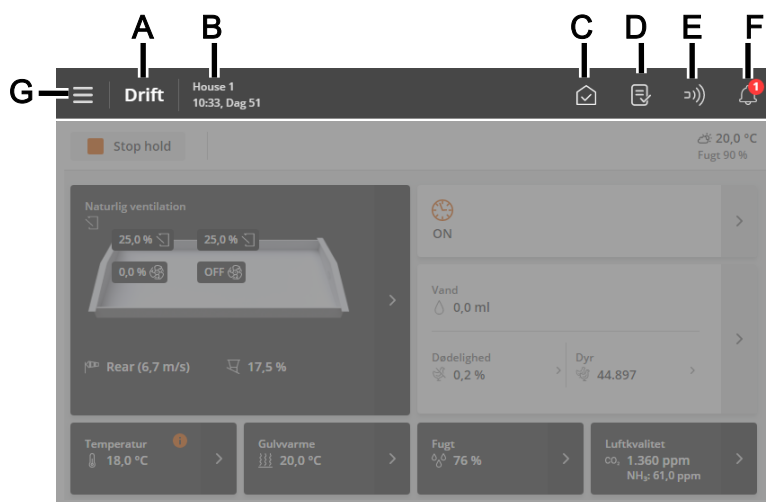 A B C D E F
G
Drift
House 1
10:33, Dag 51
1
Stop hold
20,0 °C
Fugt 90 %
Naturlig ventilation
25,0 % 25,0 %
0,0 % OFF
Rear (6,7 m/s) 17,5 %
ON
Vand
0,0 ml
Dødelighed Dyr
0,2 % 44.897
Temperatur
18,0 °C
Gulvvarme
20,0 °C
Fugt
76 %
Luftkvalitet
CO₂ 1.360 ppm
NH₃: 61,0 ppm